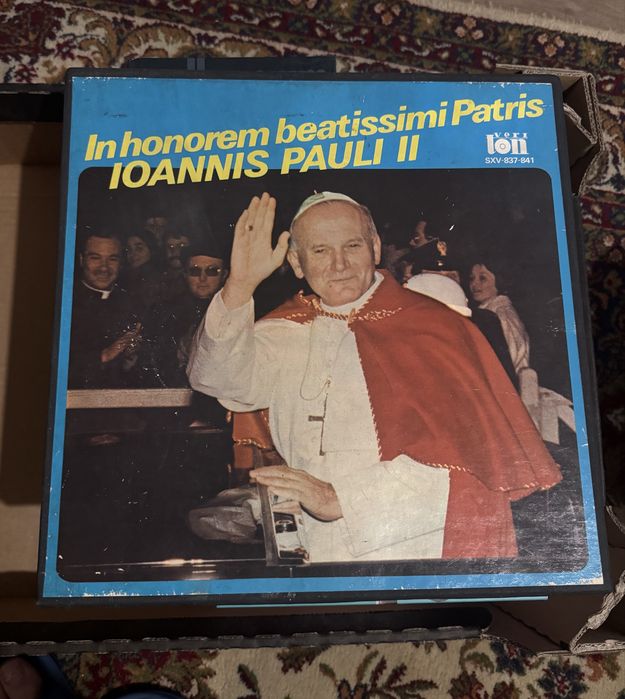 In honorem beatissimi Patris
IOANNIS PAULI II
veri
ton
SXV-837-841